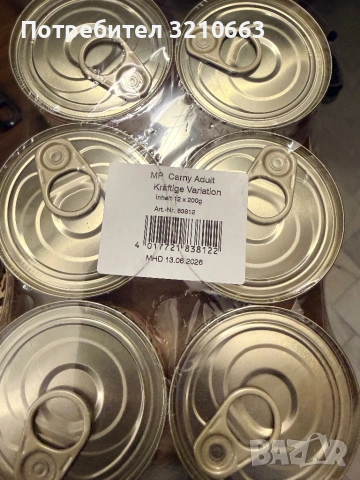 Потребител 3210663
MP Carny Adult
Kräftige Variation
Inhalt 12 x 200g
Art.-Nr. 83812
4 017721 838122
MHD 13.06.2026
BAZAR